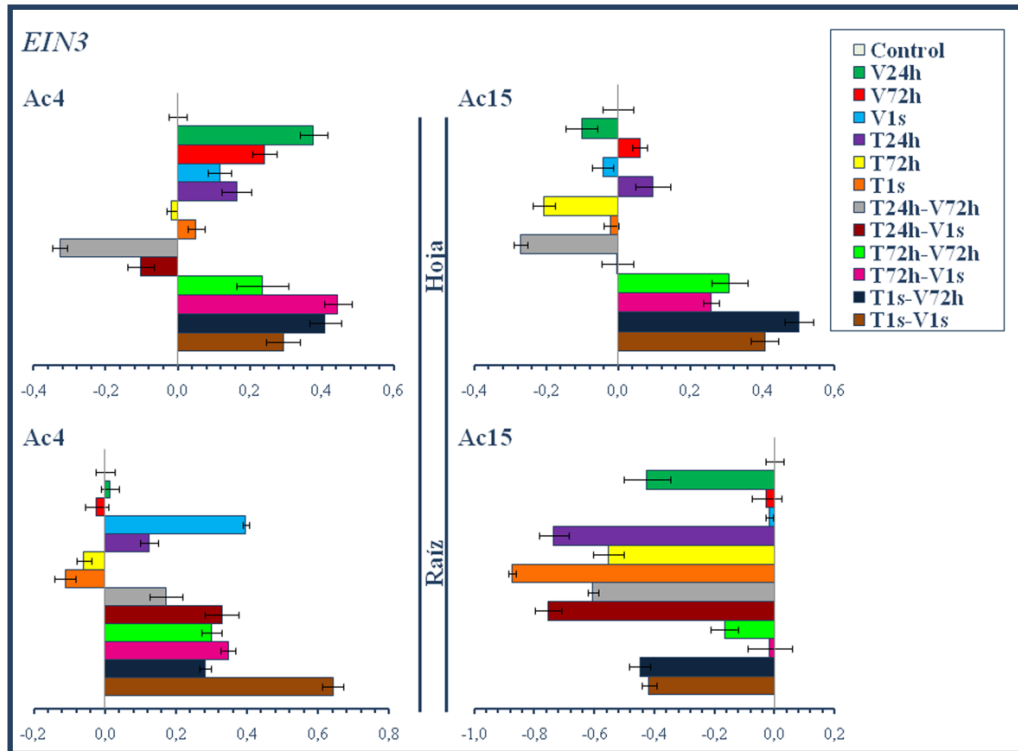 EIN3
Ac4
Ac15
Control
V24h
V72h
V1s
T24h
T72h
T1s
T24h-V72h
T24h-V1s
T72h-V72h
T72h-V1s
T1s-V72h
T1s-V1s
Hoja
-0,4 -0,2 0,0 0,2 0,4 0,6
-0,4 -0,2 0,0 0,2 0,4 0,6
Ac4
Ac15
Raíz
-0,2 0,0 0,2 0,4 0,6 0,8
-1,0 -0,8 -0,6 -0,4 -0,2 0,0 0,2